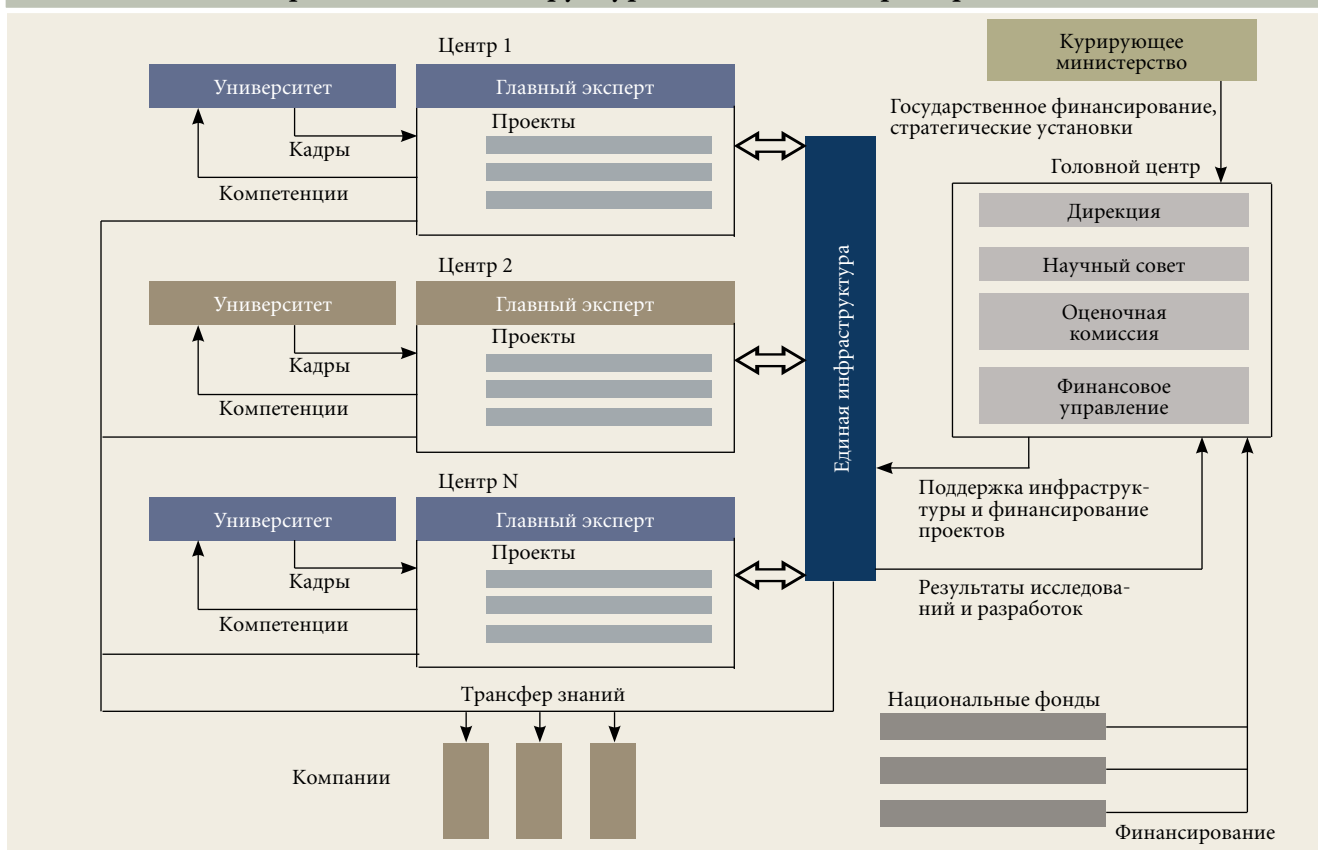 Центр 1
Университет
Главный эксперт
Проекты
Кадры
Компетенции
Центр 2
Университет
Главный эксперт
Проекты
Кадры
Компетенции
Центр N
Университет
Главный эксперт
Проекты
Кадры
Компетенции
Трансфер знаний
Компании
Единая инфраструктура
Курирующее
министерство
Государственное финансирование,
стратегические установки
Головной центр
Дирекция
Научный совет
Оценочная
комиссия
Финансовое
управление
Поддержка инфраструк-
туры и финансирование
проектов
Результаты исследова-
ний и разработок
Национальные фонды
Финансирование